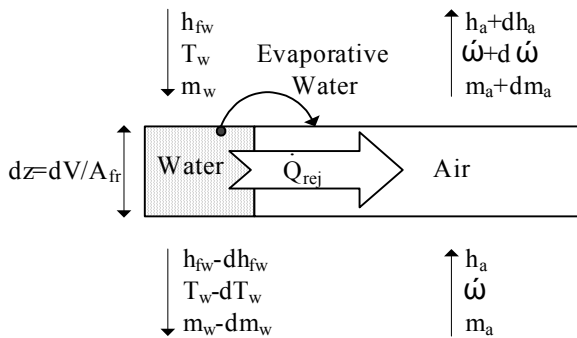 h_fw
T_w
m_w
Evaporative
Water
h_a+dh_a
ώ+d ώ
m_a+dm_a
dz=dV/A_fr
Water
Q̇_rej
Air
h_fw-dh_fw
T_w-dT_w
m_w-dm_w
h_a
ώ
m_a